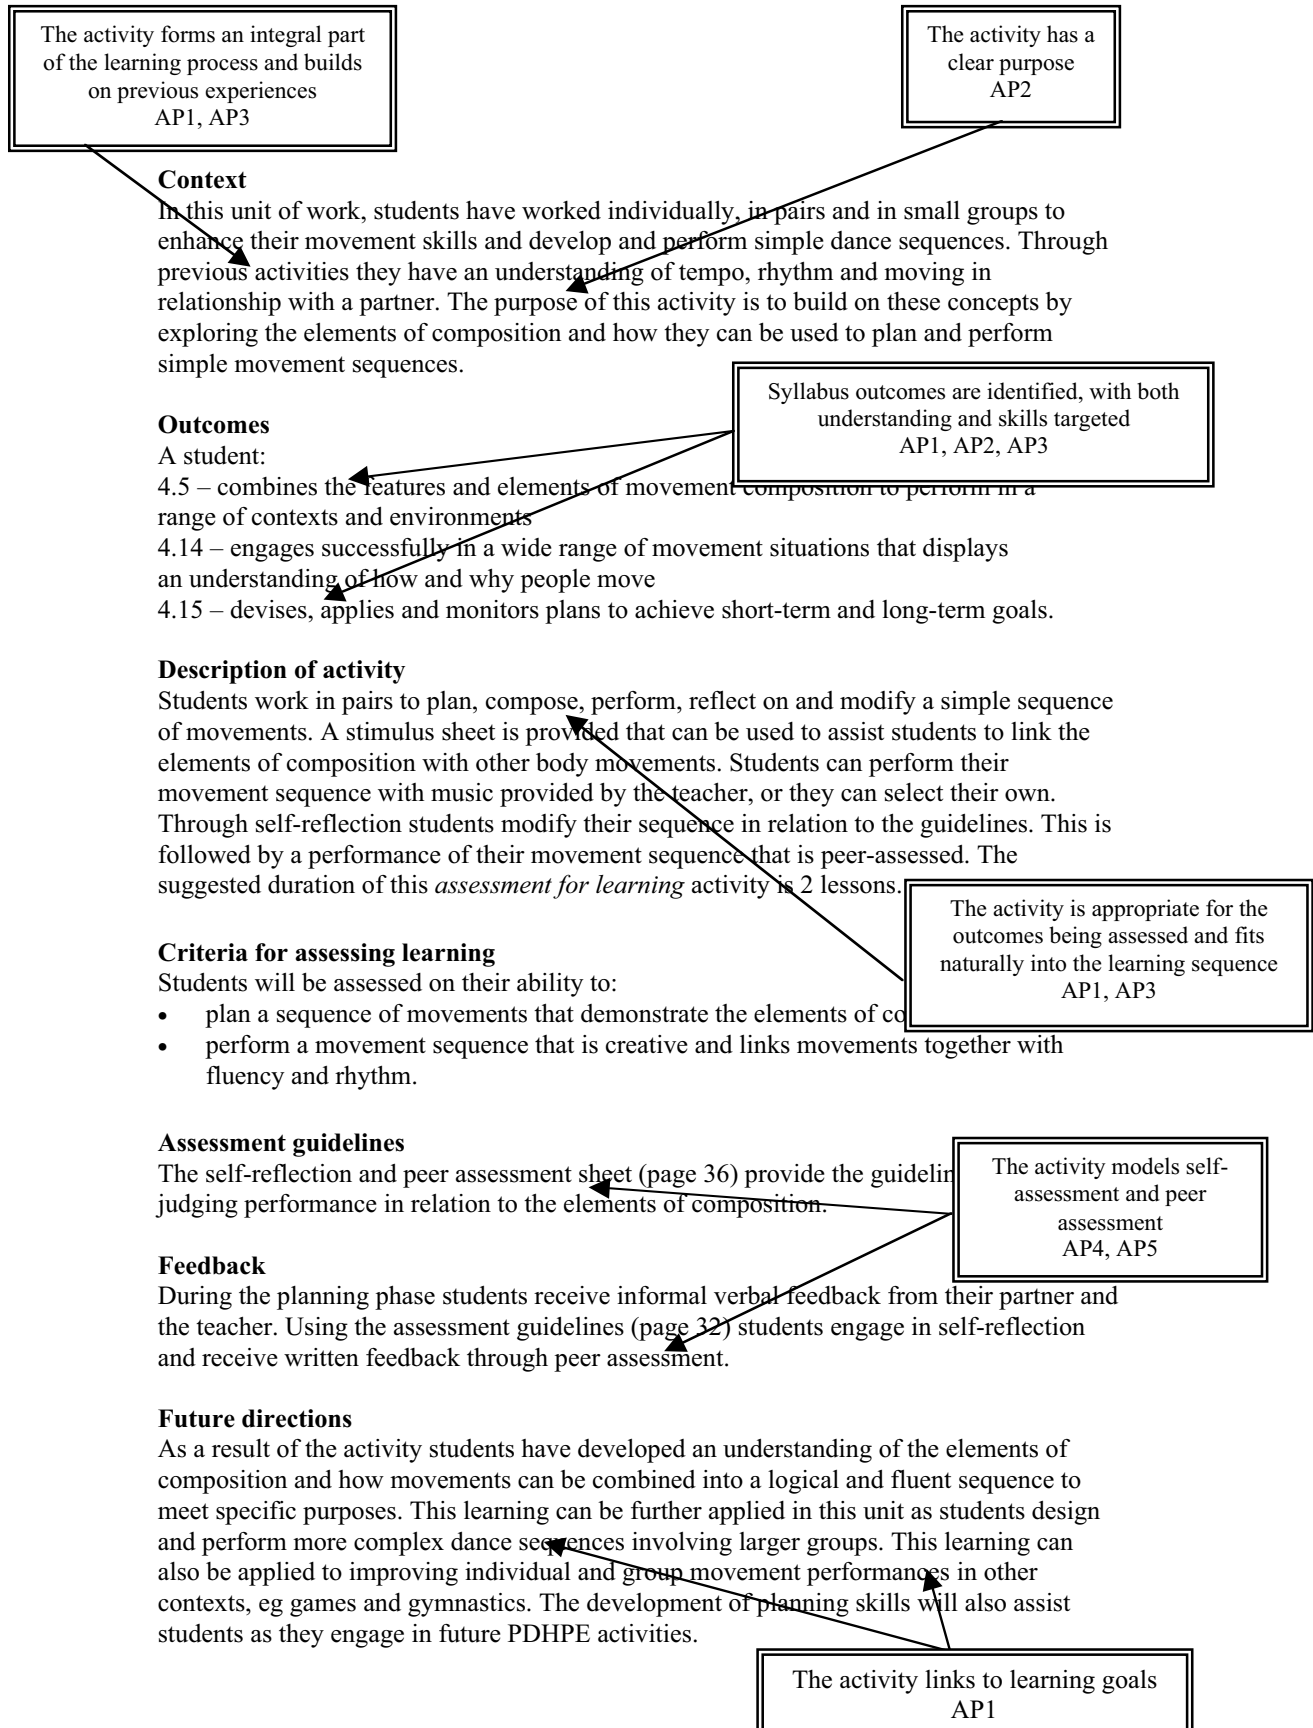 The activity forms an integral part
of the learning process and builds
on previous experiences
AP1, AP3
The activity has a
clear purpose
AP2
Context
In this unit of work, students have worked individually, in pairs and in small groups to
enhance their movement skills and develop and perform simple dance sequences. Through
previous activities they have an understanding of tempo, rhythm and moving in
relationship with a partner. The purpose of this activity is to build on these concepts by
exploring the elements of composition and how they can be used to plan and perform
simple movement sequences.
Syllabus outcomes are identified, with both
understanding and skills targeted
AP1, AP2, AP3
Outcomes
A student:
4.5 – combines the features and elements of movement composition to perform in a
range of contexts and environments
4.14 – engages successfully in a wide range of movement situations that displays
an understanding of how and why people move
4.15 – devises, applies and monitors plans to achieve short-term and long-term goals.
Description of activity
Students work in pairs to plan, compose, perform, reflect on and modify a simple sequence
of movements. A stimulus sheet is provided that can be used to assist students to link the
elements of composition with other body movements. Students can perform their
movement sequence with music provided by the teacher, or they can select their own.
Through self-reflection students modify their sequence in relation to the guidelines. This is
followed by a performance of their movement sequence that is peer-assessed. The
suggested duration of this assessment for learning activity is 2 lessons.
The activity is appropriate for the
outcomes being assessed and fits
naturally into the learning sequence
AP1, AP3
Criteria for assessing learning
Students will be assessed on their ability to:
• plan a sequence of movements that demonstrate the elements of co
• perform a movement sequence that is creative and links movements together with
fluency and rhythm.
Assessment guidelines
The self-reflection and peer assessment sheet (page 36) provide the guidelin
judging performance in relation to the elements of composition.
The activity models self-
assessment and peer
assessment
AP4, AP5
Feedback
During the planning phase students receive informal verbal feedback from their partner and
the teacher. Using the assessment guidelines (page 32) students engage in self-reflection
and receive written feedback through peer assessment.
Future directions
As a result of the activity students have developed an understanding of the elements of
composition and how movements can be combined into a logical and fluent sequence to
meet specific purposes. This learning can be further applied in this unit as students design
and perform more complex dance sequences involving larger groups. This learning can
also be applied to improving individual and group movement performances in other
contexts, eg games and gymnastics. The development of planning skills will also assist
students as they engage in future PDHPE activities.
The activity links to learning goals
AP1